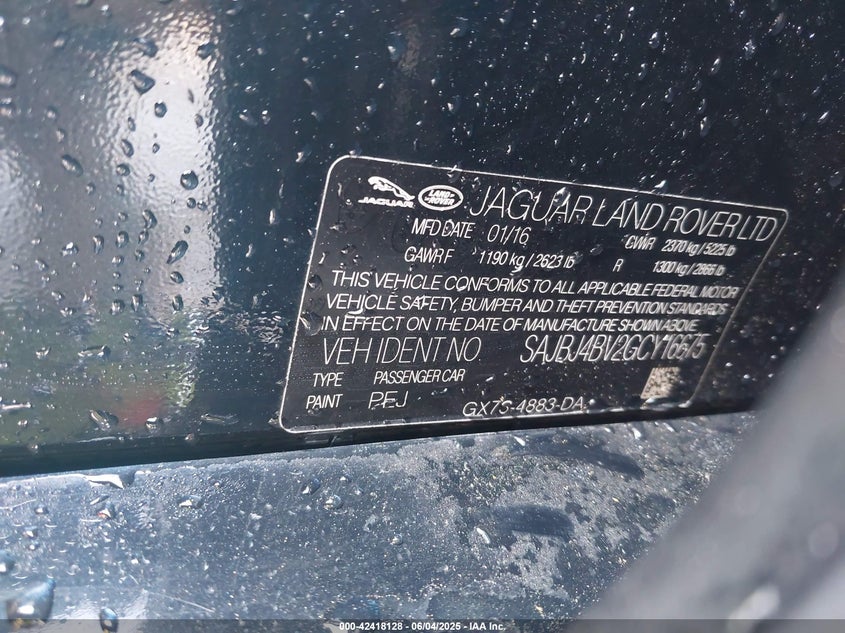 JAGUAR LAND ROVER JAGUAR LAND ROVER LTD
MFD DATE 01/16 GVWR 2370 kg / 5225 lb
GAWR F 1190 kg / 2623 lb R 1300 kg / 2866 lb
THIS VEHICLE CONFORMS TO ALL APPLICABLE FEDERAL MOTOR
VEHICLE SAFETY, BUMPER AND THEFT PREVENTION STANDARDS
IN EFFECT ON THE DATE OF MANUFACTURE SHOWN ABOVE
VEH IDENT NO. SAJBJ4BV2GCY16675
TYPE PASSENGER CAR
PAINT PEJ GX7S-4883-DA
000-42418128 - 06/04/2025 - IAA Inc.